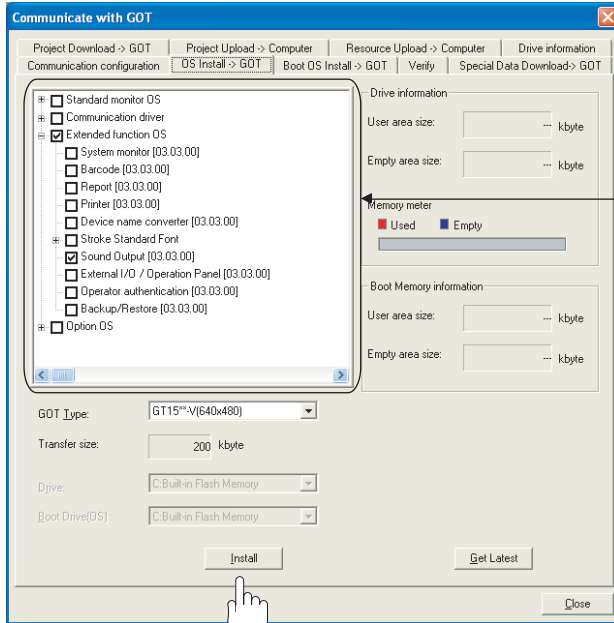 Communicate with GOT
Project Download -> GOT
Project Upload -> Computer
Resource Upload -> Computer
Drive information
Communication configuration
OS Install -> GOT
Boot OS Install -> GOT
Verify
Special Data Download-> GOT
Standard monitor OS
Communication driver
Extended function OS
System monitor [03.03.00]
Barcode [03.03.00]
Report [03.03.00]
Printer [03.03.00]
Device name converter [03.03.00]
Stroke Standard Font
Sound Output [03.03.00]
External I/O / Operation Panel [03.03.00]
Operator authentication [03.03.00]
Backup/Restore [03.03.00]
Option OS
Drive information
User area size: --- kbyte
Empty area size: --- kbyte
Memory meter
Used Empty
Boot Memory information
User area size: --- kbyte
Empty area size: --- kbyte
GOT Type: GT15**-V(640x480)
Transfer size: 200 kbyte
Drive: C:Built-in Flash Memory
Boot Drive(OS) : C:Built-in Flash Memory
Install
Get Latest
Close